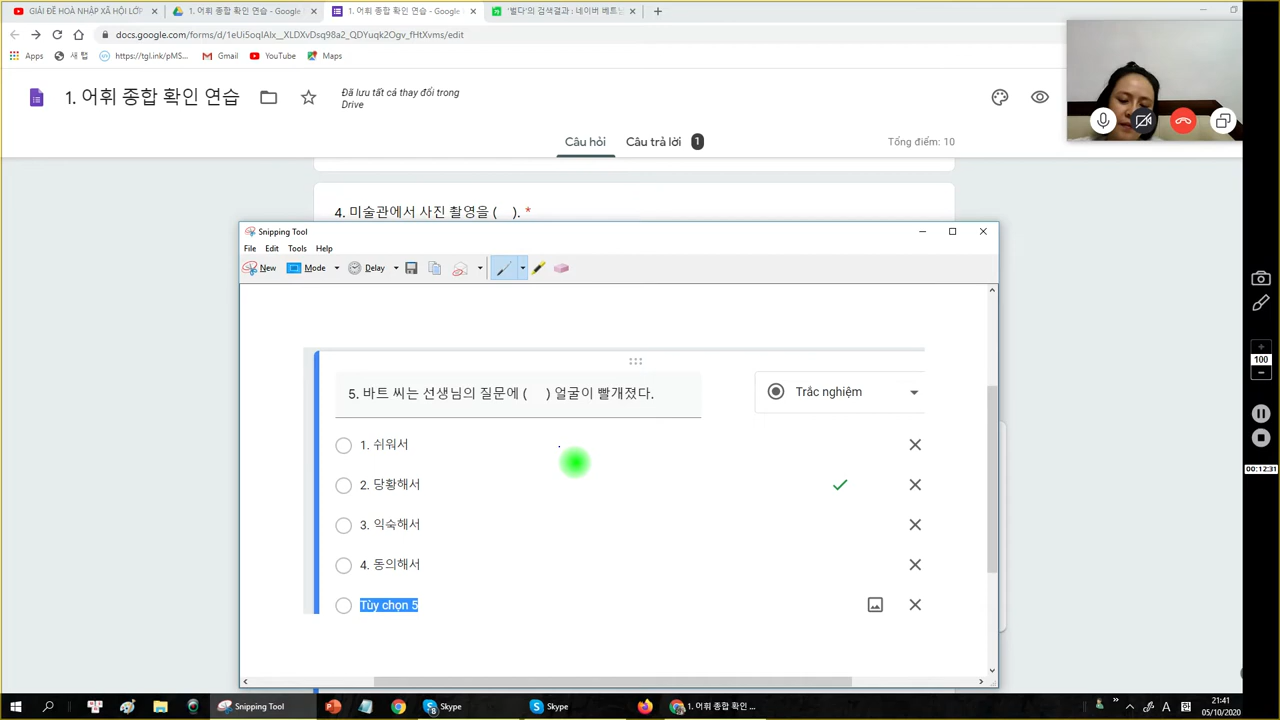 GIẢI ĐỀ HOÀ NHẬP XÃ HỘI LỚP
1. 어휘 종합 확인 연습 - Google
1. 어휘 종합 확인 연습 - Google
'벌다'의 검색결과 : 네이버 베트남
docs.google.com/forms/d/1eUi5oqIAlx__XLDXvDsq98a2_QDYuqk2Ogv_fHtXvms/edit
Apps
새 탭
https://tgl.ink/pMS...
Gmail
YouTube
Maps
1. 어휘 종합 확인 연습
Đã lưu tất cả thay đổi trong
Drive
Câu hỏi
Câu trả lời 1
Tổng điểm: 10
4. 미술관에서 사진 촬영을 ( ). *
Snipping Tool
File Edit Tools Help
New Mode Delay
5. 바트 씨는 선생님의 질문에 ( ) 얼굴이 빨개졌다.
Trắc nghiệm
1. 쉬워서
2. 당황해서
3. 익숙해서
4. 동의해서
Tùy chọn 5
100
00:12:31
Snipping Tool
Skype
Skype
1. 어휘 종합 확인 ...
A
한
21:41
05/10/2020